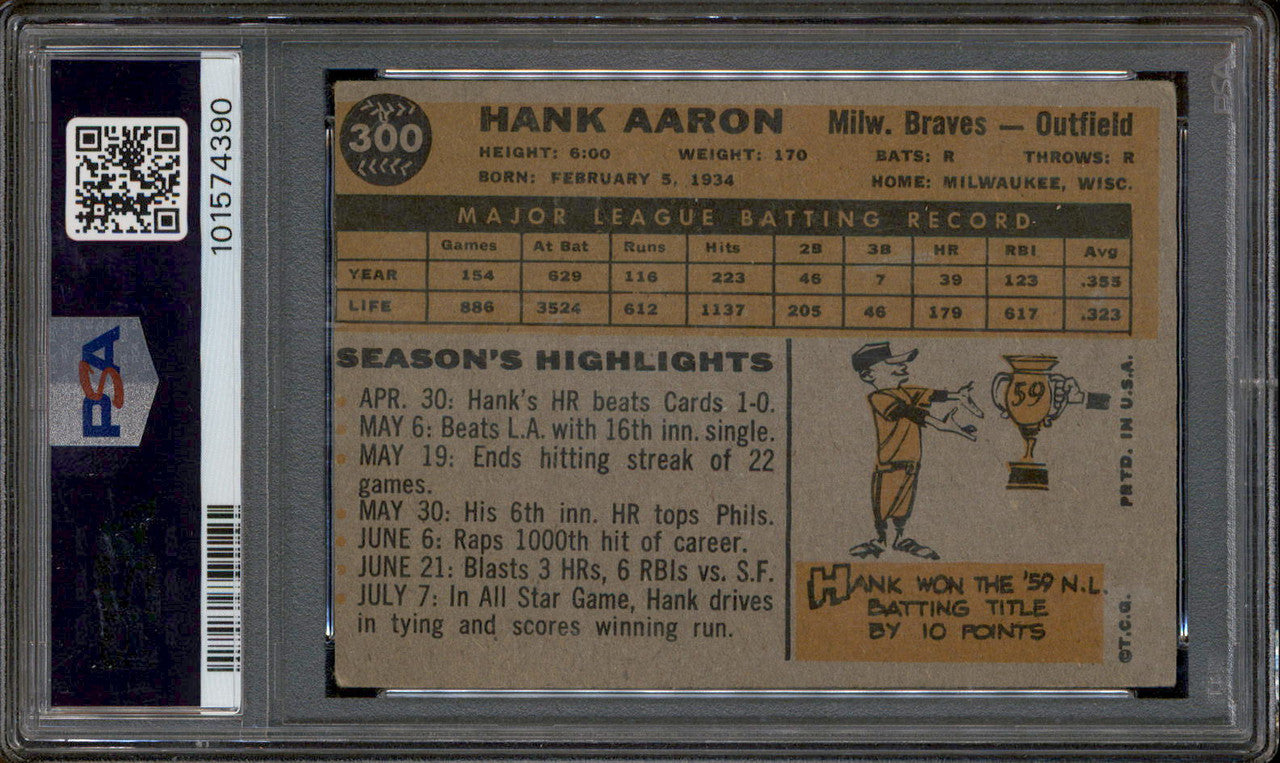 101574390
PSA
300
HANK AARON Milw. Braves — Outfield
HEIGHT: 6:00 WEIGHT: 170 BATS: R THROWS: R
BORN: FEBRUARY 5, 1934 HOME: MILWAUKEE, WISC.
MAJOR LEAGUE BATTING RECORD
Games At Bat Runs Hits 2B 3B HR RBI Avg
YEAR 154 629 116 223 46 7 39 123 .355
LIFE 886 3524 612 1137 205 46 179 617 .323
SEASON'S HIGHLIGHTS
APR. 30: Hank's HR beats Cards 1-0.
MAY 6: Beats L.A. with 16th inn. single.
MAY 19: Ends hitting streak of 22
games.
MAY 30: His 6th inn. HR tops Phils.
JUNE 6: Raps 1000th hit of career.
JUNE 21: Blasts 3 HRs, 6 RBIs vs. S.F.
JULY 7: In All Star Game, Hank drives
in tying and scores winning run.
59
HANK WON THE '59 N.L.
BATTING TITLE
BY 10 POINTS
©T.C.G. PRTD. IN U.S.A.
PSA